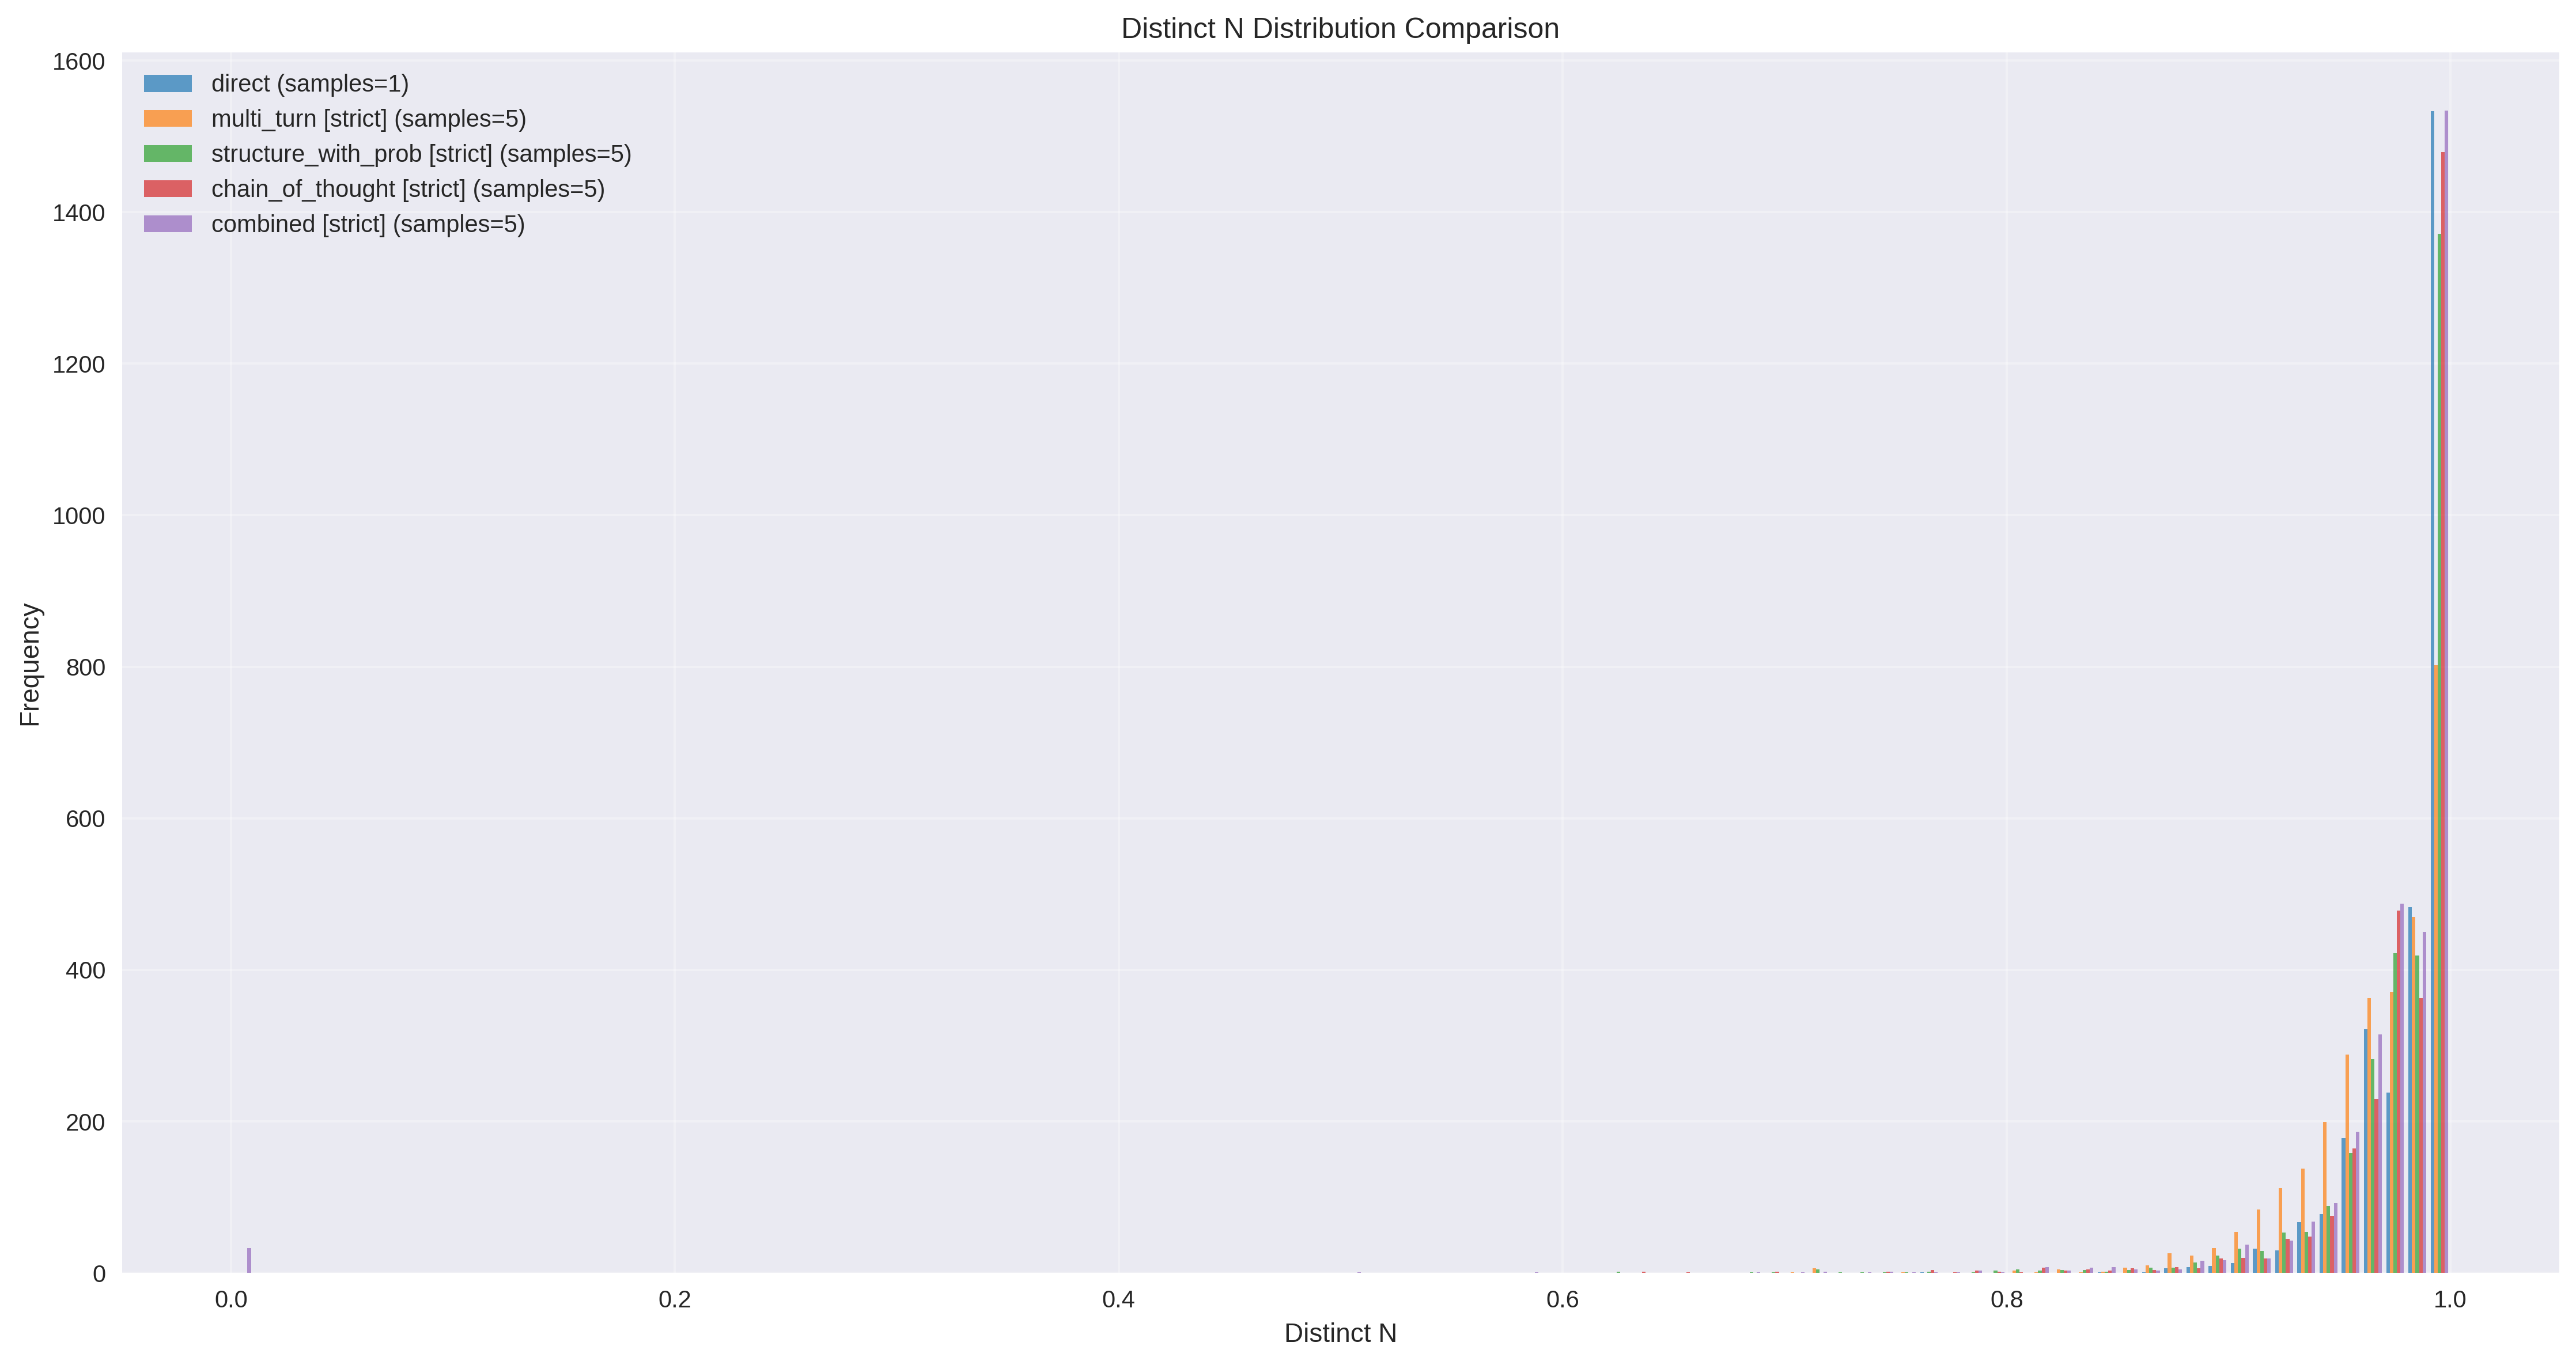 Distinct N Distribution Comparison
direct (samples=1)
multi_turn [strict] (samples=5)
structure_with_prob [strict] (samples=5)
chain_of_thought [strict] (samples=5)
combined [strict] (samples=5)
Frequency
1600
1400
1200
1000
800
600
400
200
0
0.0 0.2 0.4 0.6 0.8 1.0
Distinct N